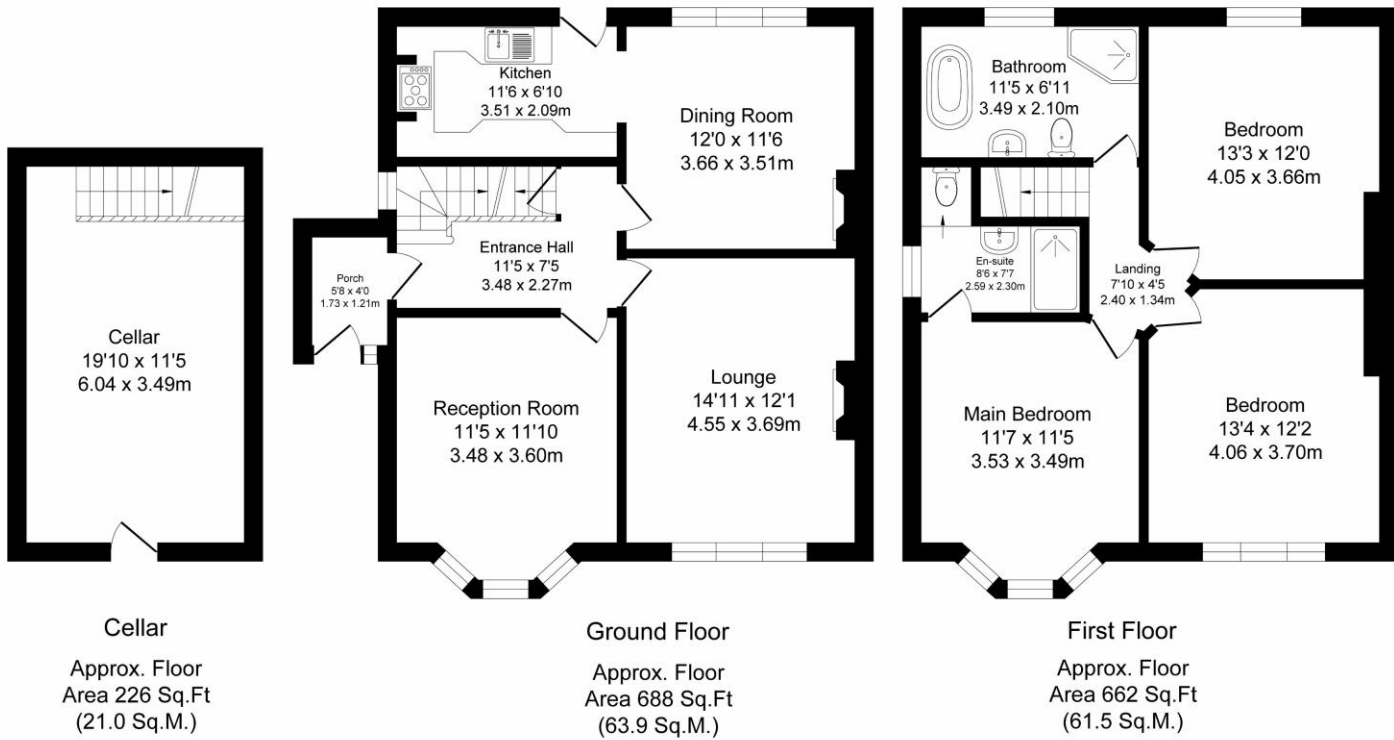 Cellar
19'10 x 11'5
6.04 x 3.49m
Cellar
Approx. Floor
Area 226 Sq.Ft
(21.0 Sq.M.)
Kitchen
11'6 x 6'10
3.51 x 2.09m
Dining Room
12'0 x 11'6
3.66 x 3.51m
Entrance Hall
11'5 x 7'5
3.48 x 2.27m
Porch
5'8 x 4'0
1.73 x 1.21m
Reception Room
11'5 x 11'10
3.48 x 3.60m
Lounge
14'11 x 12'1
4.55 x 3.69m
Ground Floor
Approx. Floor
Area 688 Sq.Ft
(63.9 Sq.M.)
Bathroom
11'5 x 6'11
3.49 x 2.10m
Bedroom
13'3 x 12'0
4.05 x 3.66m
En-suite
8'6 x 7'7
2.59 x 2.30m
Landing
7'10 x 4'5
2.40 x 1.34m
Main Bedroom
11'7 x 11'5
3.53 x 3.49m
Bedroom
13'4 x 12'2
4.06 x 3.70m
First Floor
Approx. Floor
Area 662 Sq.Ft
(61.5 Sq.M.)